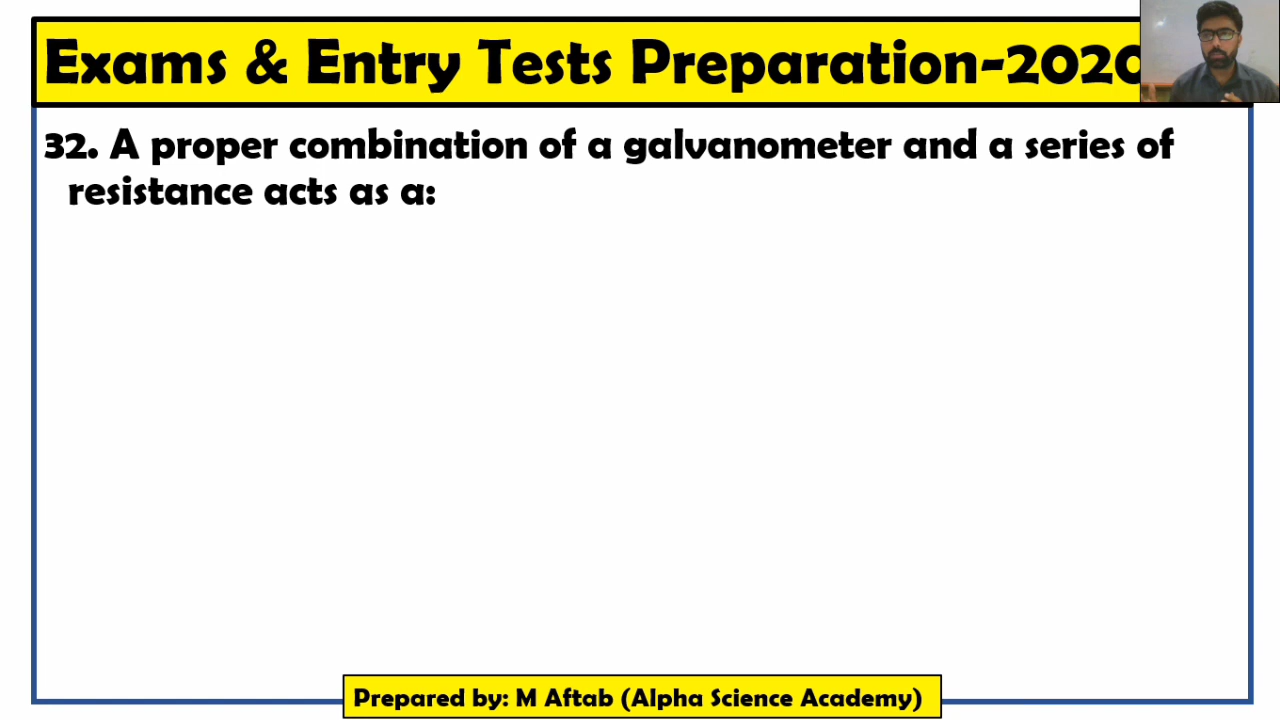 Exams & Entry Tests Preparation-2020
32. A proper combination of a galvanometer and a series of
resistance acts as a:
Prepared by: M Aftab (Alpha Science Academy)